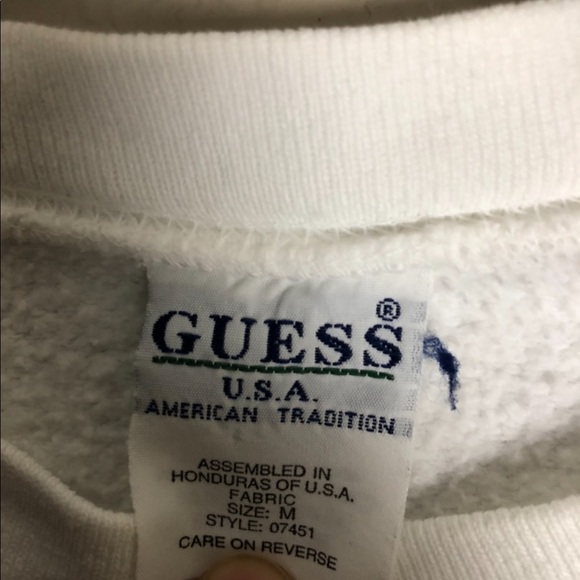 GUESS®
U.S.A.
AMERICAN TRADITION
ASSEMBLED IN
HONDURAS OF U.S.A.
FABRIC
SIZE: M
STYLE: 07451
CARE ON REVERSE